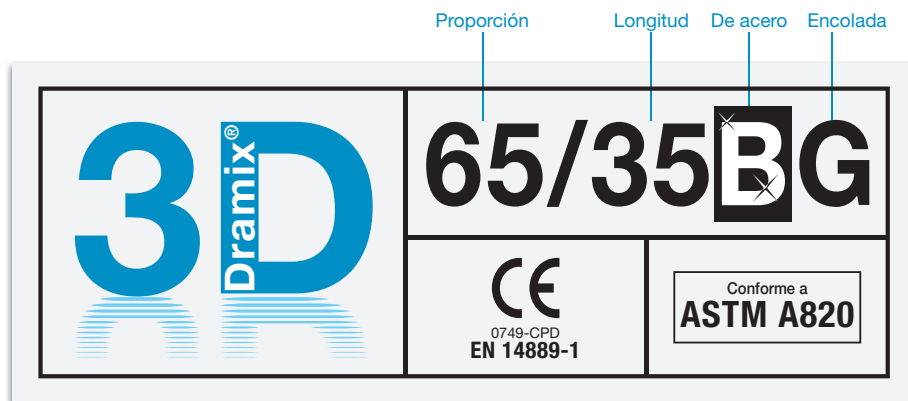 Proporción Longitud De acero Encolada
3D
Dramix®
65/35BG
CE
0749-CPD
EN 14889-1
Conforme a
ASTM A820